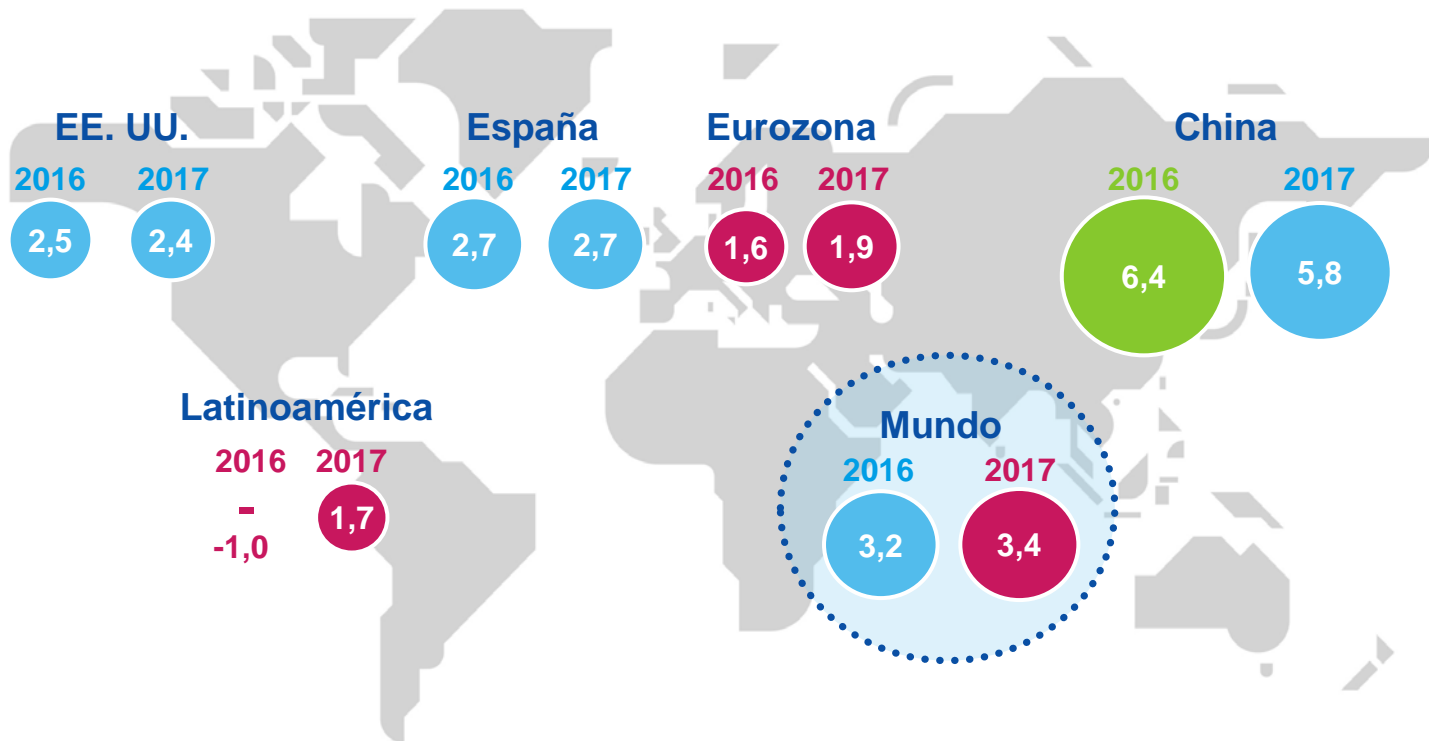 EE. UU.
2016 2017
2,5 2,4
España
2016 2017
2,7 2,7
Eurozona
2016 2017
1,6 1,9
China
2016 2017
6,4 5,8
Latinoamérica
2016 2017
-
-1,0
1,7
Mundo
2016 2017
3,2 3,4